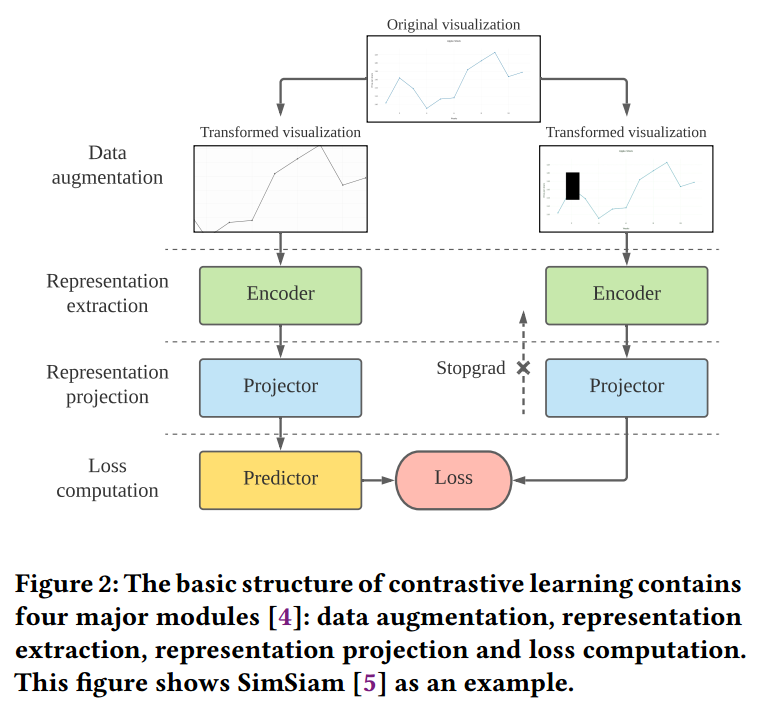 Original visualization
Transformed visualization
Transformed visualization
Data
augmentation
Representation
extraction
Encoder
Encoder
Representation
projection
Projector
Stopgrad
Projector
Loss
computation
Predictor
Loss
Figure 2: The basic structure of contrastive learning contains
four major modules [4]: data augmentation, representation
extraction, representation projection and loss computation.
This figure shows SimSiam [5] as an example.